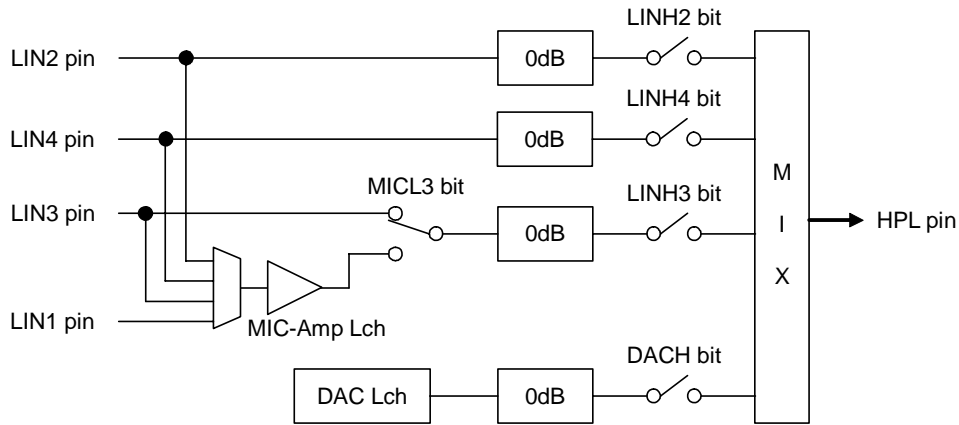 LINH2 bit
LIN2 pin
0dB
LINH4 bit
LIN4 pin
0dB
MICL3 bit
LINH3 bit
LIN3 pin
0dB
M
I
X
HPL pin
LIN1 pin
MIC-Amp Lch
DACH bit
DAC Lch
0dB